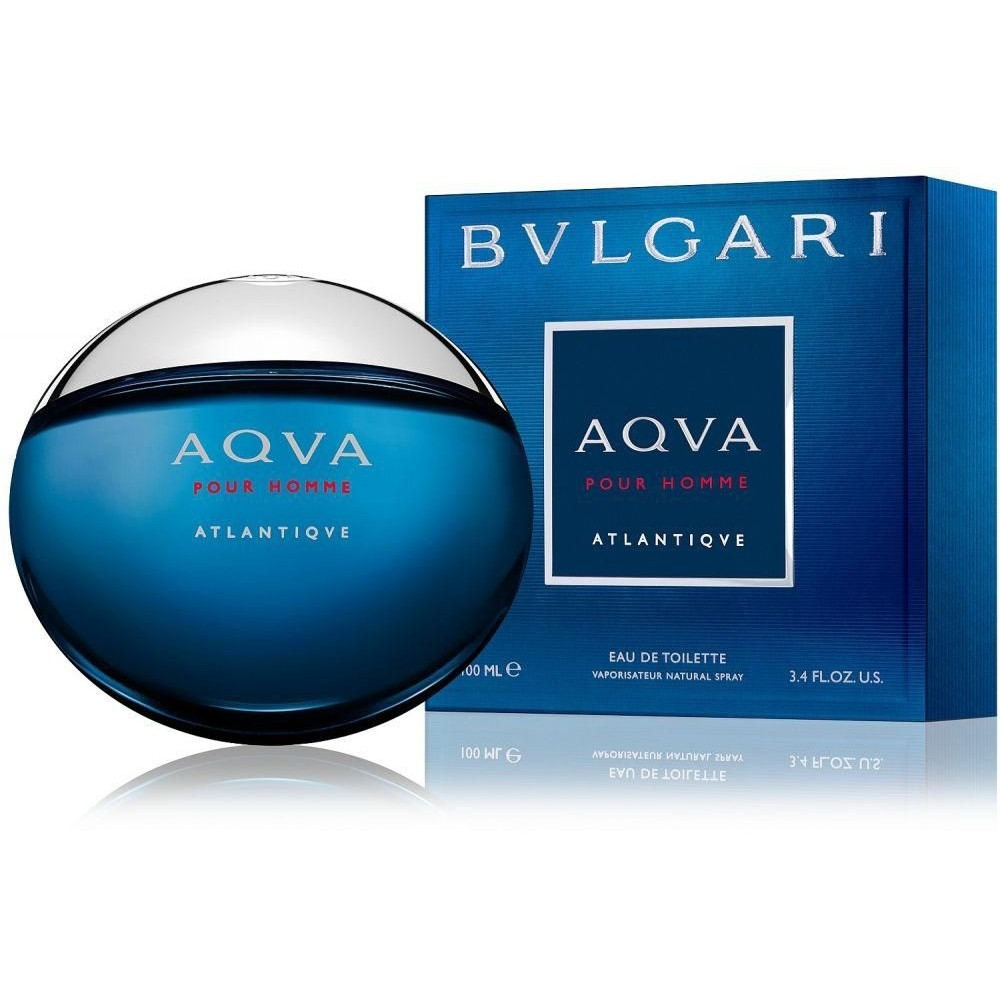 AQVA
POUR HOMME
ATLANTIQVE
BVLGARI
AQVA
POUR HOMME
ATLANTIQVE
EAU DE TOILETTE
VAPORISATEUR NATURAL SPRAY
100 ML e
3.4 FL.OZ. U.S.